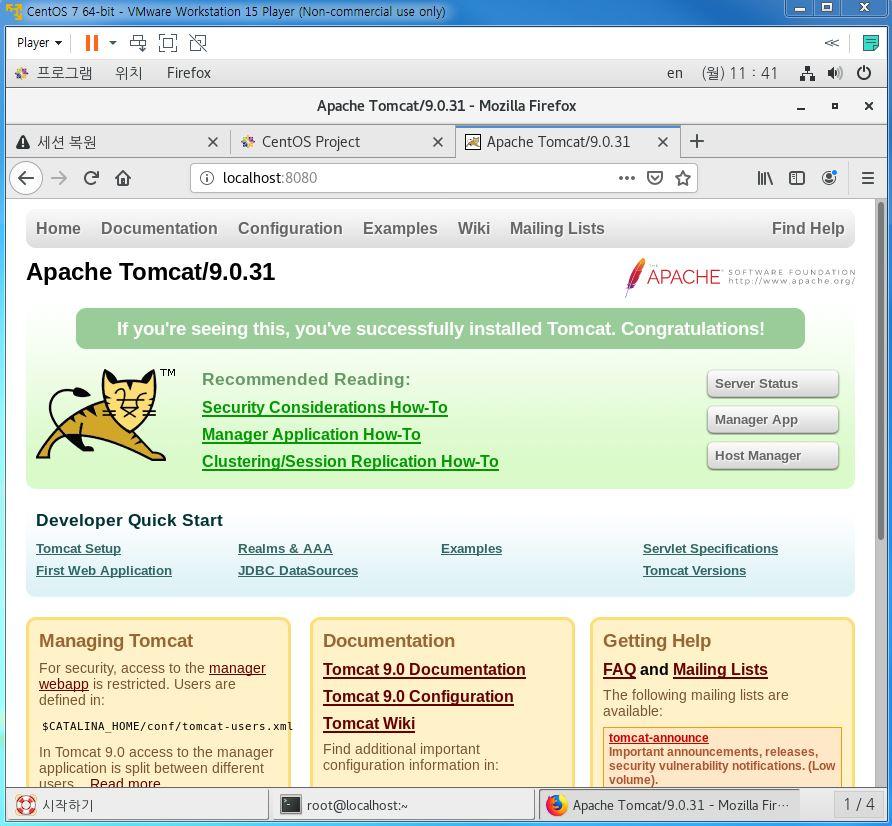 CentOS 7 64-bit - VMware Workstation 15 Player (Non-commercial use only)
Player
프로그램 위치 Firefox en (월) 11 : 41
Apache Tomcat/9.0.31 - Mozilla Firefox
세션 복원 CentOS Project Apache Tomcat/9.0.31
localhost:8080
Home Documentation Configuration Examples Wiki Mailing Lists Find Help
Apache Tomcat/9.0.31
THE APACHE SOFTWARE FOUNDATION
http://www.apache.org/
If you're seeing this, you've successfully installed Tomcat. Congratulations!
TM
Recommended Reading:
Security Considerations How-To
Manager Application How-To
Clustering/Session Replication How-To
Server Status
Manager App
Host Manager
Developer Quick Start
Tomcat Setup Realms & AAA Examples Servlet Specifications
First Web Application JDBC DataSources Tomcat Versions
Managing Tomcat
For security, access to the manager
webapp is restricted. Users are
defined in:
$CATALINA_HOME/conf/tomcat-users.xml
In Tomcat 9.0 access to the manager
application is split between different
users. Read more...
Documentation
Tomcat 9.0 Documentation
Tomcat 9.0 Configuration
Tomcat Wiki
Find additional important
configuration information in:
Getting Help
FAQ and Mailing Lists
The following mailing lists are
available:
tomcat-announce
Important announcements, releases,
security vulnerability notifications. (Low
volume).
시작하기 root@localhost:~ Apache Tomcat/9.0.31 - Mozilla Fir… 1 / 4